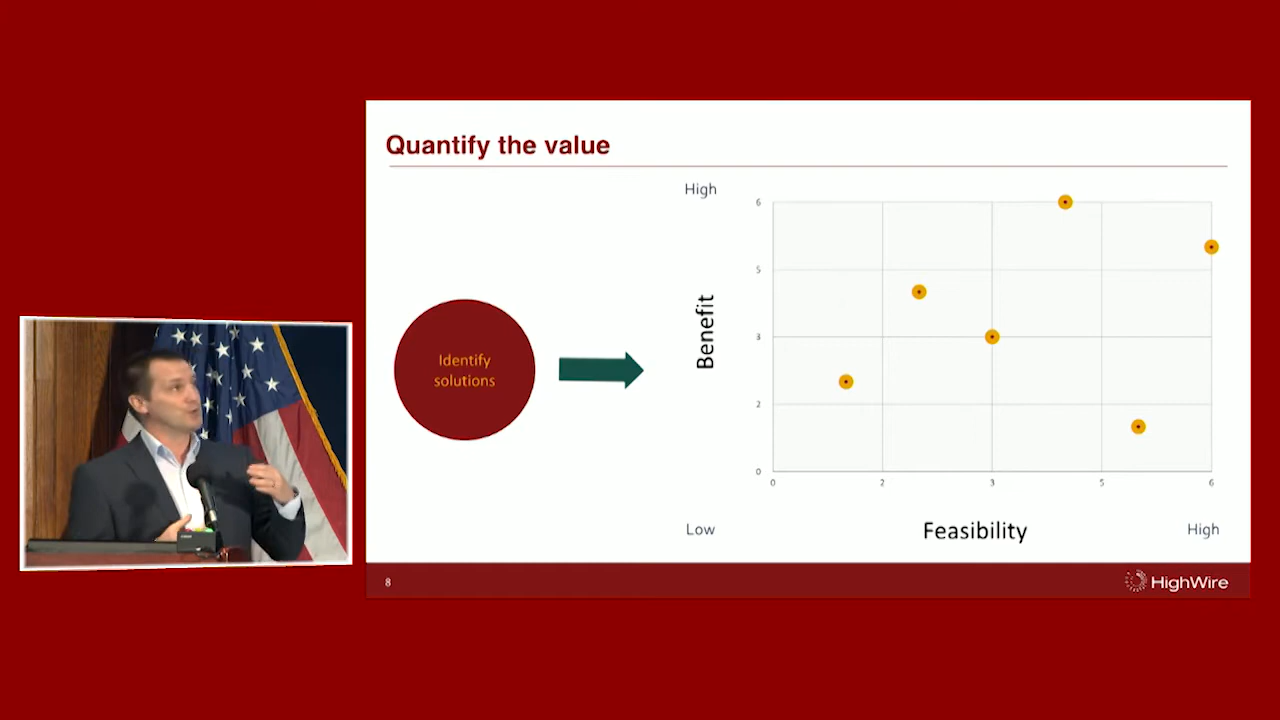 Quantify the value
Identify
solutions
High
Benefit
6
5
3
2
0
0 2 3 5 6
Low
Feasibility
High
8
HighWire